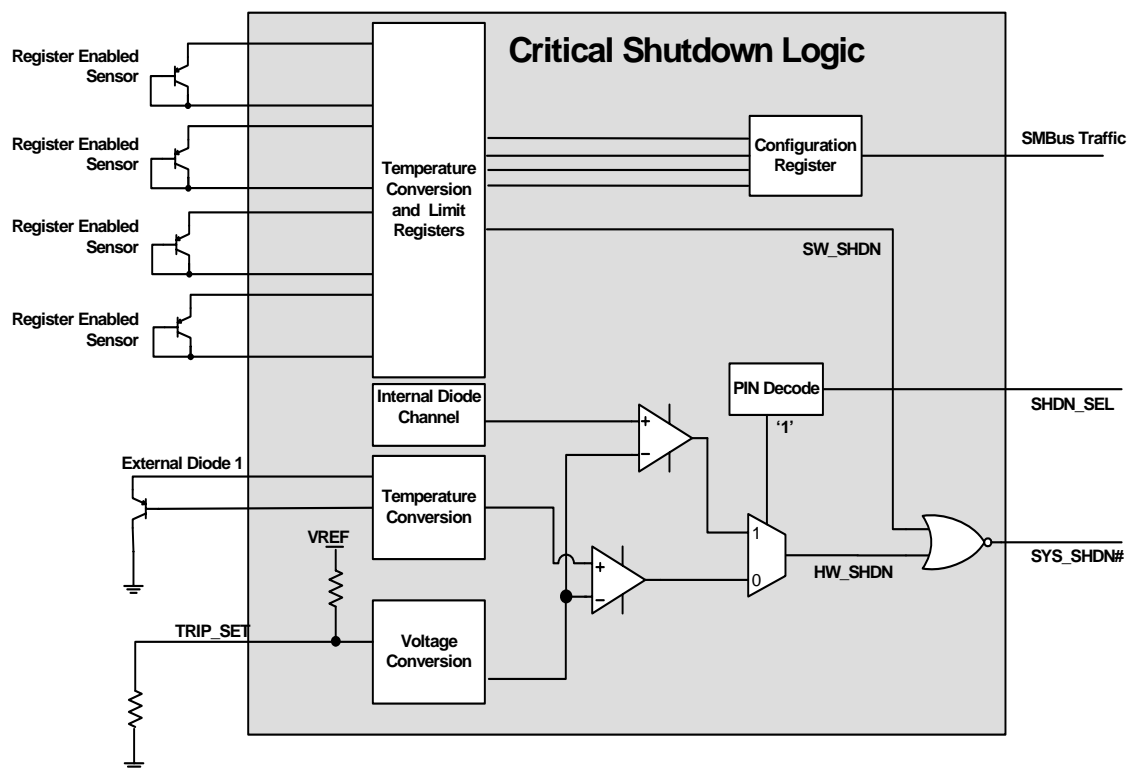 Critical Shutdown Logic
Register Enabled
Sensor
Register Enabled
Sensor
Register Enabled
Sensor
Register Enabled
Sensor
Temperature
Conversion
and Limit
Registers
Configuration
Register
SMBus Traffic
SW_SHDN
Internal Diode
Channel
PIN Decode
'1'
SHDN_SEL
+
−
External Diode 1
Temperature
Conversion
VREF
+
−
1
0
HW_SHDN
SYS_SHDN#
TRIP_SET
Voltage
Conversion